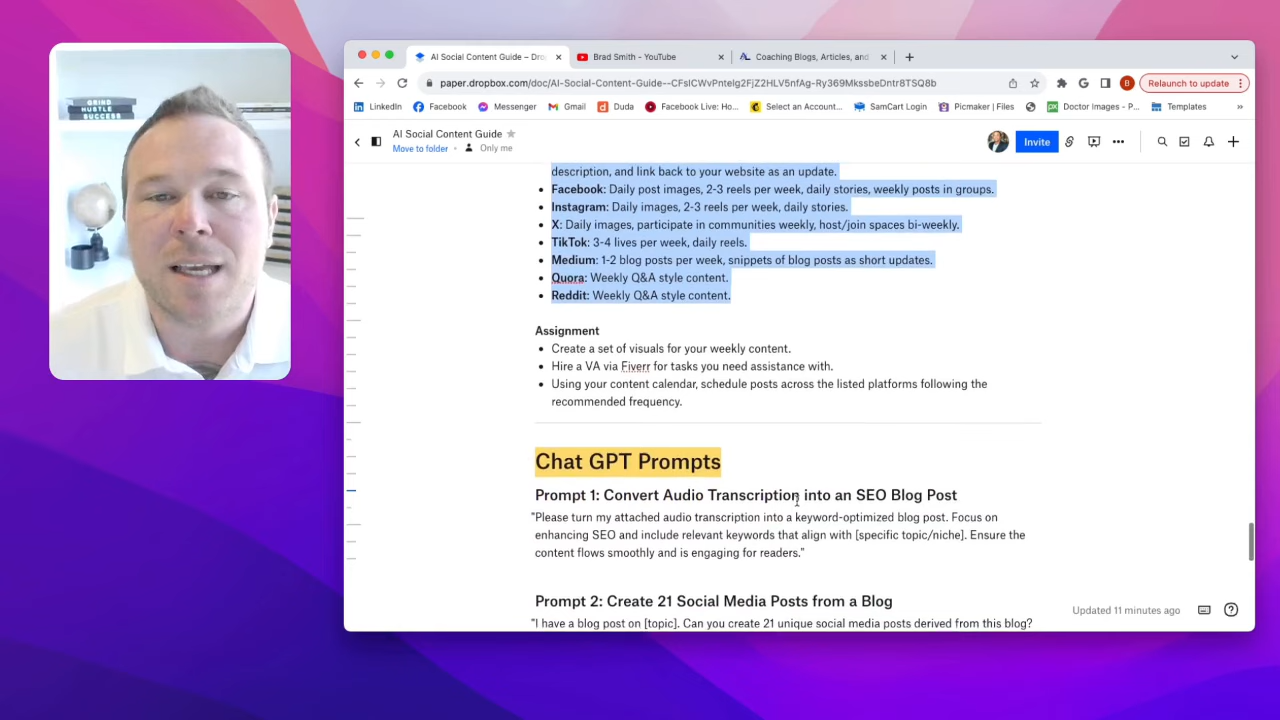 GRIND
HUSTLE
SUCCESS
AI Social Content Guide – Dro
Brad Smith - YouTube
Coaching Blogs, Articles, and
paper.dropbox.com/doc/AI-Social-Content-Guide--CFslCWvPntelg2FjZ2HLV5nfAg-Ry369MkssbeDntr8TSQ8b
B
Relaunch to update
LinkedIn
Facebook
Messenger
Gmail
Duda
Facebook Live: Ho...
Select an Account...
SamCart Login
Picmaker | Files
Doctor Images - P...
Templates
AI Social Content Guide
Move to folder
Only me
Invite
description, and link back to your website as an update.
• Facebook: Daily post images, 2-3 reels per week, daily stories, weekly posts in groups.
• Instagram: Daily images, 2-3 reels per week, daily stories.
• X: Daily images, participate in communities weekly, host/join spaces bi-weekly.
• TikTok: 3-4 lives per week, daily reels.
• Medium: 1-2 blog posts per week, snippets of blog posts as short updates.
• Quora: Weekly Q&A style content.
• Reddit: Weekly Q&A style content.
Assignment
• Create a set of visuals for your weekly content.
• Hire a VA via Fiverr for tasks you need assistance with.
• Using your content calendar, schedule posts across the listed platforms following the
recommended frequency.
Chat GPT Prompts
Prompt 1: Convert Audio Transcription into an SEO Blog Post
"Please turn my attached audio transcription into a keyword-optimized blog post. Focus on
enhancing SEO and include relevant keywords that align with [specific topic/niche]. Ensure the
content flows smoothly and is engaging for readers."
Prompt 2: Create 21 Social Media Posts from a Blog
"I have a blog post on [topic]. Can you create 21 unique social media posts derived from this blog?
Updated 11 minutes ago